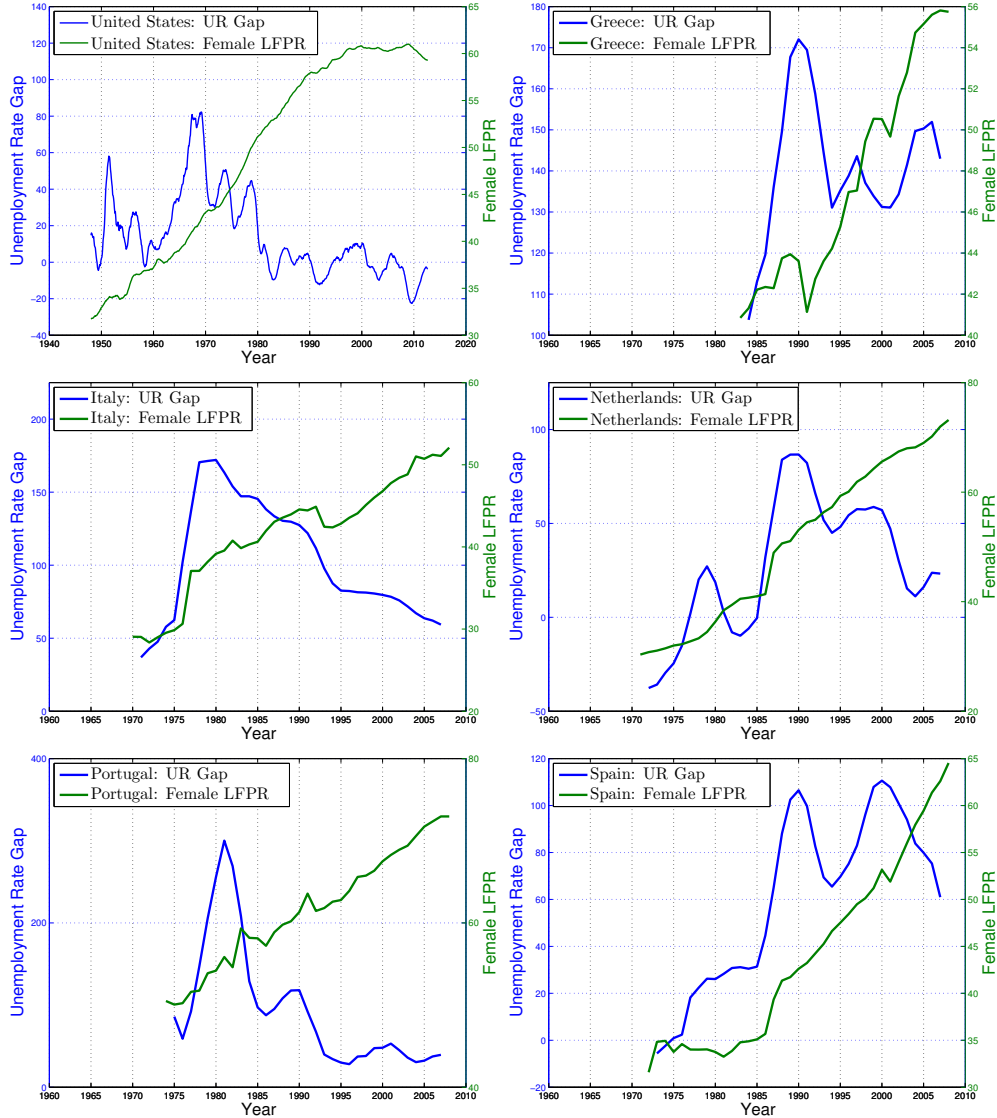 United States: UR Gap
United States: Female LFPR
Unemployment Rate Gap
Female LFPR
140
120
100
80
60
40
20
0
−20
−40
65
60
55
50
45
40
35
30
1940 1950 1960 1970 1980 1990 2000 2010 2020
Year
Greece: UR Gap
Greece: Female LFPR
Unemployment Rate Gap
Female LFPR
180
170
160
150
140
130
120
110
100
56
54
52
50
48
46
44
42
40
1960 1965 1970 1975 1980 1985 1990 1995 2000 2005 2010
Year
Italy: UR Gap
Italy: Female LFPR
Unemployment Rate Gap
Female LFPR
200
150
100
50
0
60
50
40
30
20
1960 1965 1970 1975 1980 1985 1990 1995 2000 2005 2010
Year
Netherlands: UR Gap
Netherlands: Female LFPR
Unemployment Rate Gap
Female LFPR
100
50
0
−50
80
60
40
20
1960 1965 1970 1975 1980 1985 1990 1995 2000 2005 2010
Year
Portugal: UR Gap
Portugal: Female LFPR
Unemployment Rate Gap
Female LFPR
400
200
0
80
60
40
1960 1965 1970 1975 1980 1985 1990 1995 2000 2005 2010
Year
Spain: UR Gap
Spain: Female LFPR
Unemployment Rate Gap
Female LFPR
120
100
80
60
40
20
0
−20
65
60
55
50
45
40
35
30
1960 1965 1970 1975 1980 1985 1990 1995 2000 2005 2010
Year